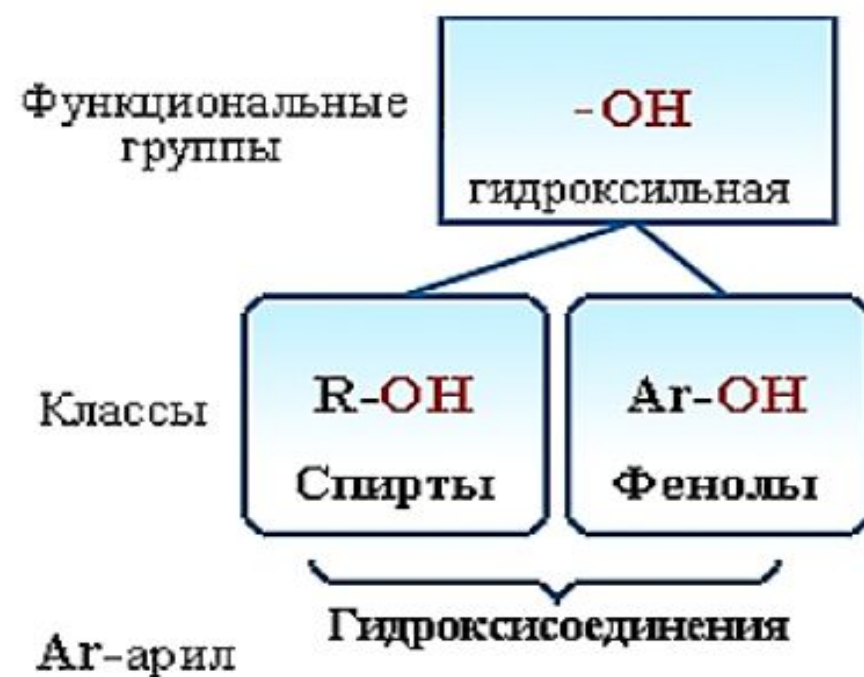 Функциональные
группы
-OH
гидроксильная
Классы
R-OH
Спирты
Ar-OH
Фенолы
Гидроксисоединения
Ar-арил